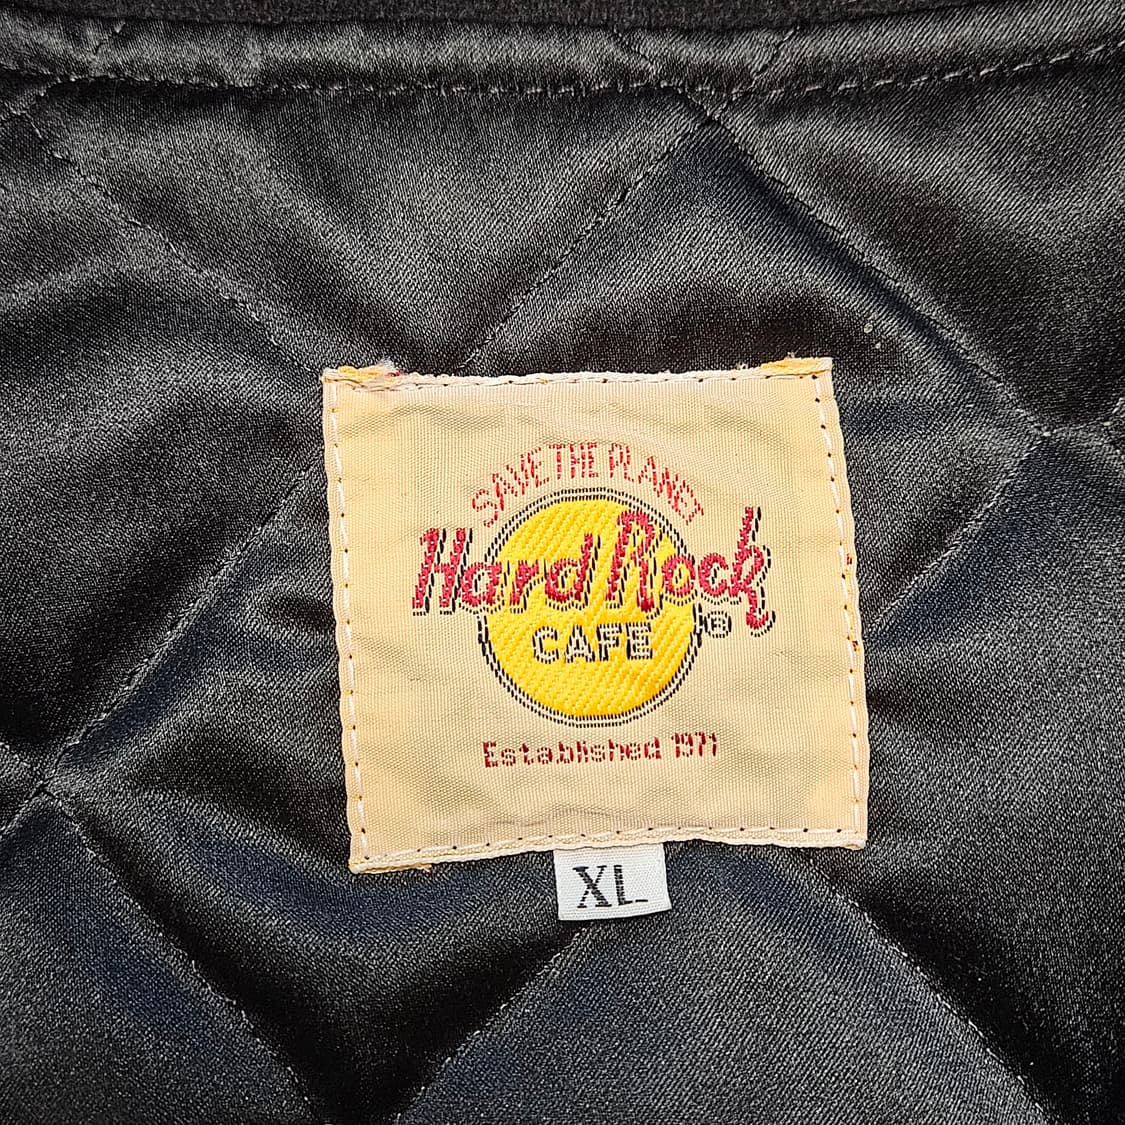 SAVE THE PLANET
Hard Rock
CAFE ®
Established 1971
XL